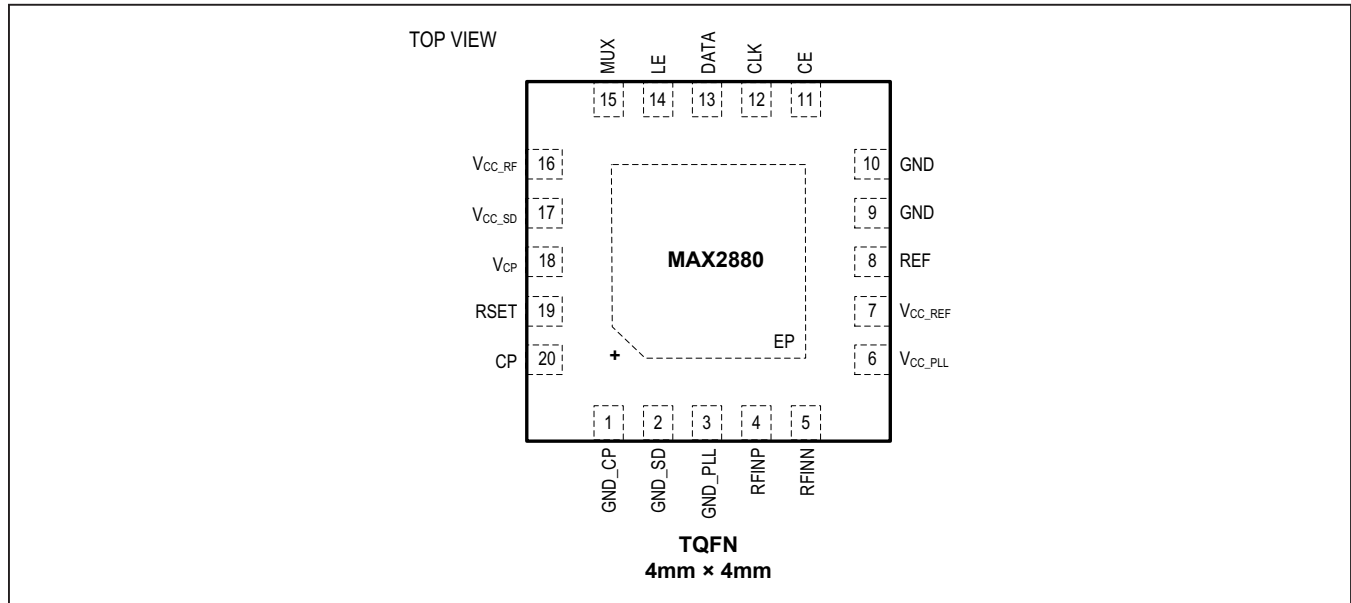 TOP VIEW
MUX LE DATA CLK CE
15 14 13 12 11
VCC_RF 16
VCC_SD 17
VCP 18
RSET 19
CP 20
10 GND
9 GND
8 REF
7 VCC_REF
6 VCC_PLL
MAX2880
EP
+
1 2 3 4 5
GND_CP GND_SD GND_PLL RFINP RFINN
TQFN
4mm × 4mm